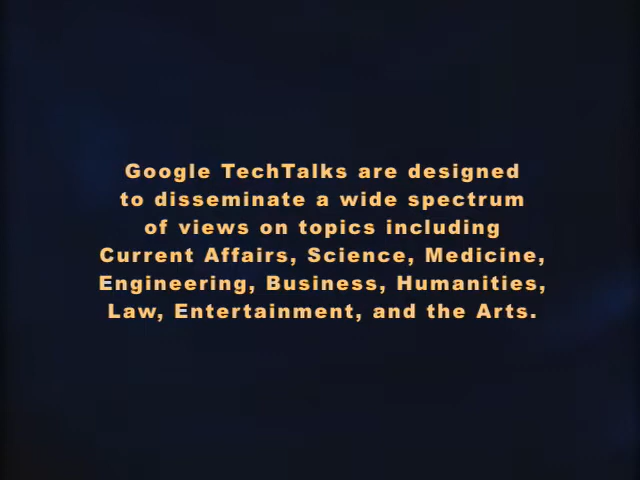 Google TechTalks are designed
to disseminate a wide spectrum
of views on topics including
Current Affairs, Science, Medicine,
Engineering, Business, Humanities,
Law, Entertainment, and the Arts.